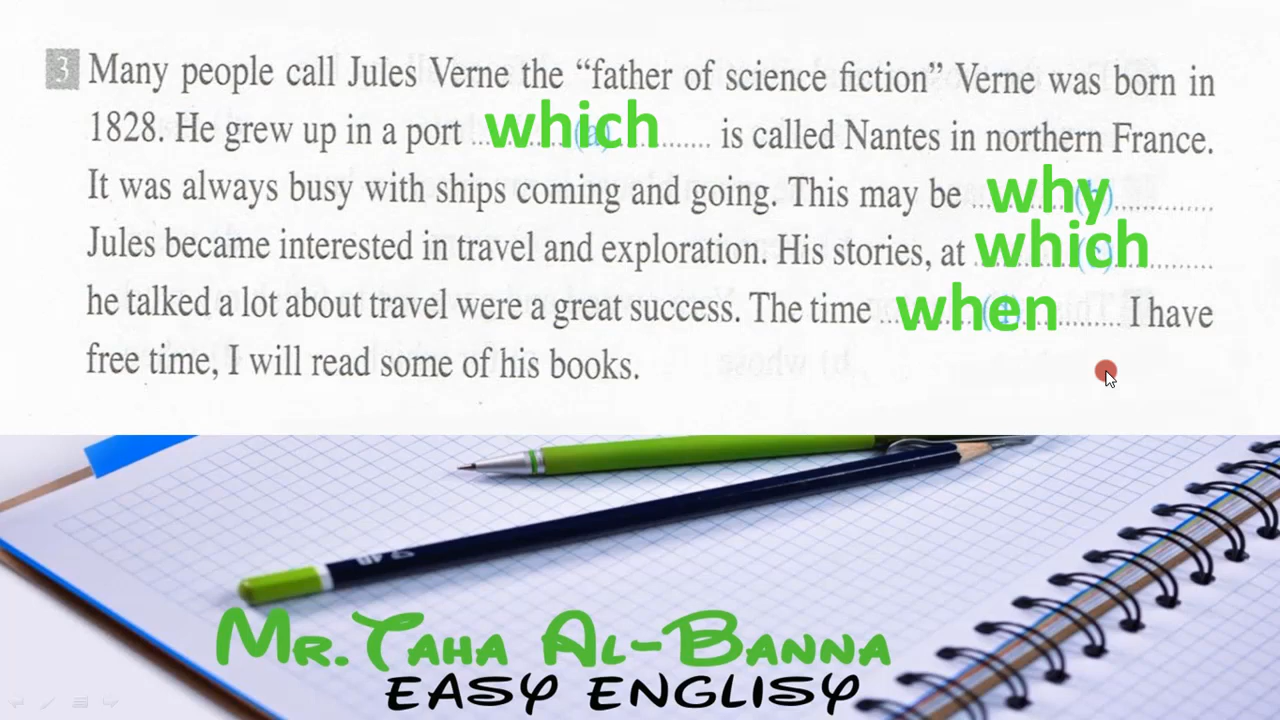 3 Many people call Jules Verne the “father of science fiction” Verne was born in
1828. He grew up in a port ........which........ is called Nantes in northern France.
It was always busy with ships coming and going. This may be ....why............
Jules became interested in travel and exploration. His stories, at ....which........
he talked a lot about travel were a great success. The time ....when........ I have
free time, I will read some of his books.
Mr. Taha Al-Banna
EASY ENGLISY